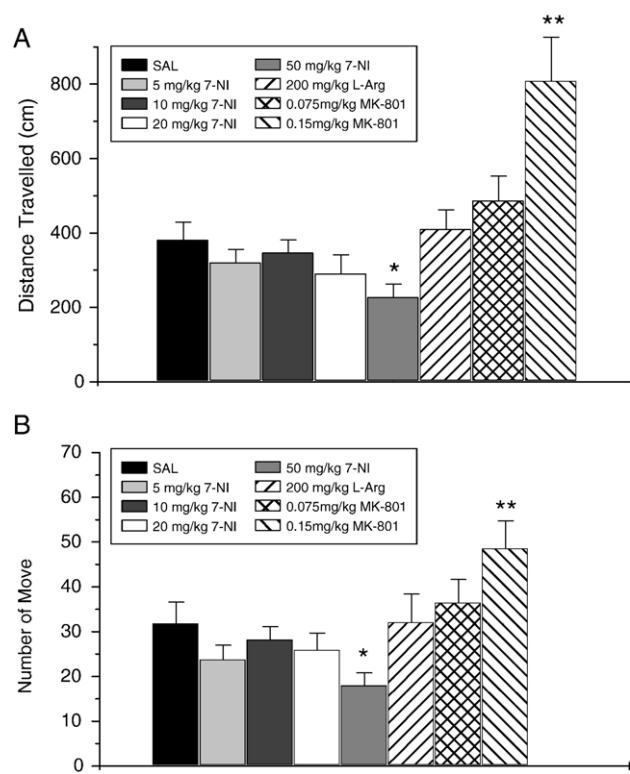 A
**
SAL 50 mg/kg 7-NI
5 mg/kg 7-NI 200 mg/kg L-Arg
10 mg/kg 7-NI 0.075mg/kg MK-801
20 mg/kg 7-NI 0.15mg/kg MK-801
800
600
400
200
0
Distance Travelled (cm)
*
B
70
60
50
40
30
20
10
0
Number of Move
SAL 50 mg/kg 7-NI
5 mg/kg 7-NI 200 mg/kg L-Arg
10 mg/kg 7-NI 0.075mg/kg MK-801
20 mg/kg 7-NI 0.15mg/kg MK-801
**
*